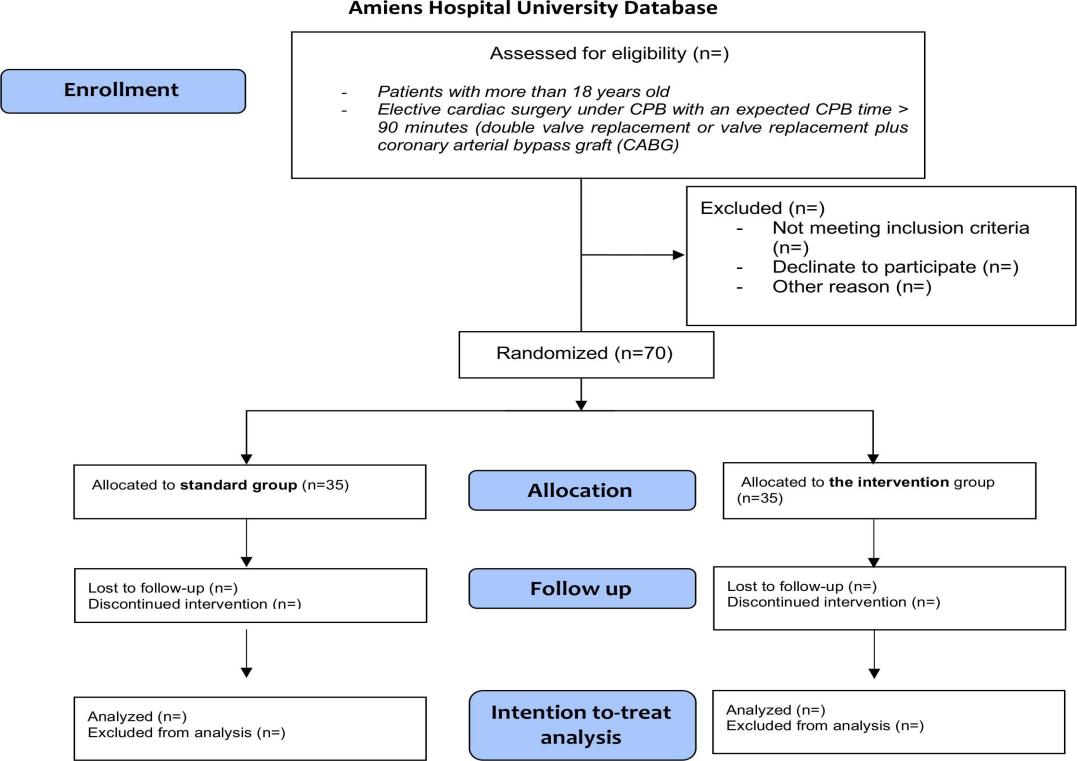 Amiens Hospital University Database
Enrollment
Assessed for eligibility (n=)
- Patients with more than 18 years old
- Elective cardiac surgery under CPB with an expected CPB time >
90 minutes (double valve replacement or valve replacement plus
coronary arterial bypass graft (CABG)
Excluded (n=)
- Not meeting inclusion criteria
(n=)
- Declinate to participate (n=)
- Other reason (n=)
Randomized (n=70)
Allocated to standard group (n=35)
Allocation
Allocated to the intervention group
(n=35)
Lost to follow-up (n=)
Discontinued intervention (n=)
Follow up
Lost to follow-up (n=)
Discontinued intervention (n=)
Analyzed (n=)
Excluded from analysis (n=)
Intention to-treat
analysis
Analyzed (n=)
Excluded from analysis (n=)